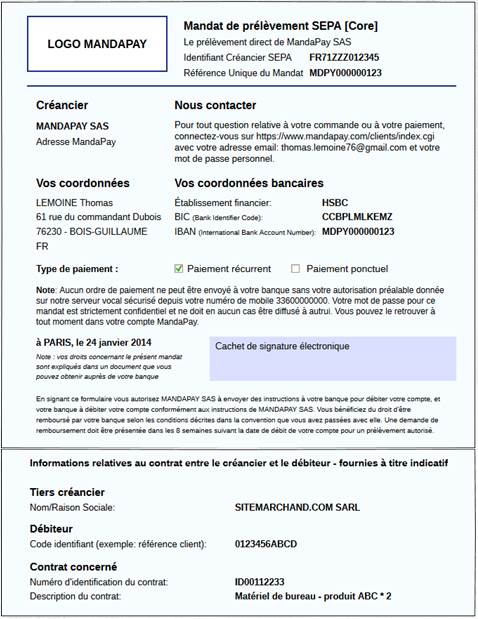 LOGO MANDAPAY
Mandat de prélèvement SEPA [Core]
Le prélèvement direct de MandaPay SAS
Identifiant Créancier SEPA FR71ZZZ012345
Référence Unique du Mandat MDPY000000123
Créancier
MANDAPAY SAS
Adresse MandaPay
Nous contacter
Pour tout question relative à votre commande ou à votre paiement,
connectez-vous sur https://www.mandapay.com/clients/index.cgi
avec votre adresse email: thomas.lemoine76@gmail.com et votre
mot de passe personnel.
Vos coordonnées
LEMOINE Thomas
61 rue du commandant Dubois
76230 - BOIS-GUILLAUME
FR
Vos coordonnées bancaires
Établissement financier: HSBC
BIC (Bank Identifier Code): CCBPLMLKEMZ
IBAN (International Bank Account Number): MDPY000000123
Type de paiement : Paiement récurrent Paiement ponctuel
Note: Aucun ordre de paiement ne peut être envoyé à votre banque sans votre autorisation préalable donnée
sur notre serveur vocal sécurisé depuis votre numéro de mobile 33600000000. Votre mot de passe pour ce
mandat est strictement confidentiel et ne doit en aucun cas être diffusé à autrui. Vous pouvez le retrouver à
tout moment dans votre compte MandaPay.
à PARIS, le 24 janvier 2014
Note : vos droits concernant le présent mandat
sont expliqués dans un document que vous
pouvez obtenir auprès de votre banque
Cachet de signature électronique
En signant ce formulaire vous autorisez MANDAPAY SAS à envoyer des instructions à votre banque pour débiter votre compte, et
votre banque à débiter votre compte conformément aux instructions de MANDAPAY SAS. Vous bénéficiez du droit d'être
remboursé par votre banque selon les conditions décrites dans la convention que vous avez passées avec elle. Une demande de
remboursement doit être présentée dans les 8 semaines suivant la date de débit de votre compte pour un prélèvement autorisé.
Informations relatives au contrat entre le créancier et le débiteur - fournies à titre indicatif
Tiers créancier
Nom/Raison Sociale: SITEMARCHAND.COM SARL
Débiteur
Code identifiant (exemple: référence client): 0123456ABCD
Contrat concerné
Numéro d'identification du contrat: ID00112233
Description du contrat: Matériel de bureau - produit ABC * 2